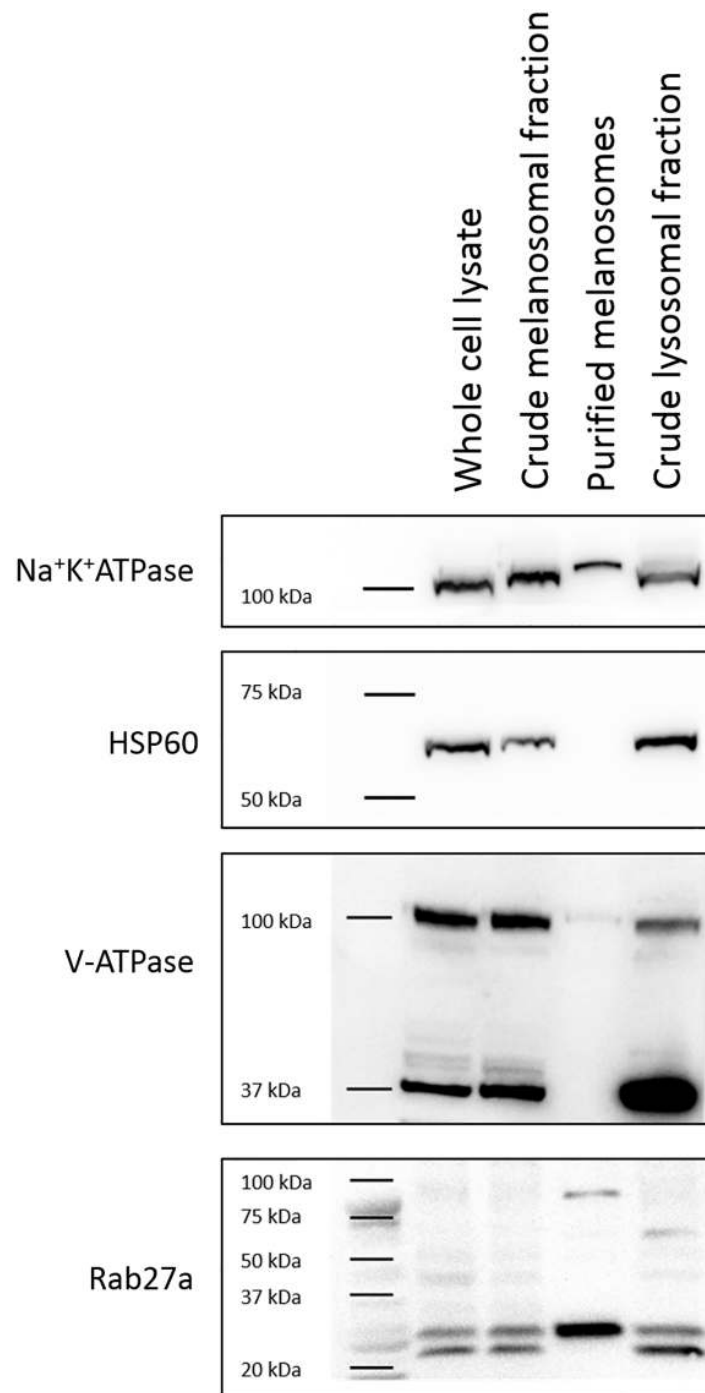 Whole cell lysate
Crude melanosomal fraction
Purified melanosomes
Crude lysosomal fraction
Na⁺K⁺ATPase
100 kDa
HSP60
75 kDa
50 kDa
V-ATPase
100 kDa
37 kDa
Rab27a
100 kDa
75 kDa
50 kDa
37 kDa
20 kDa